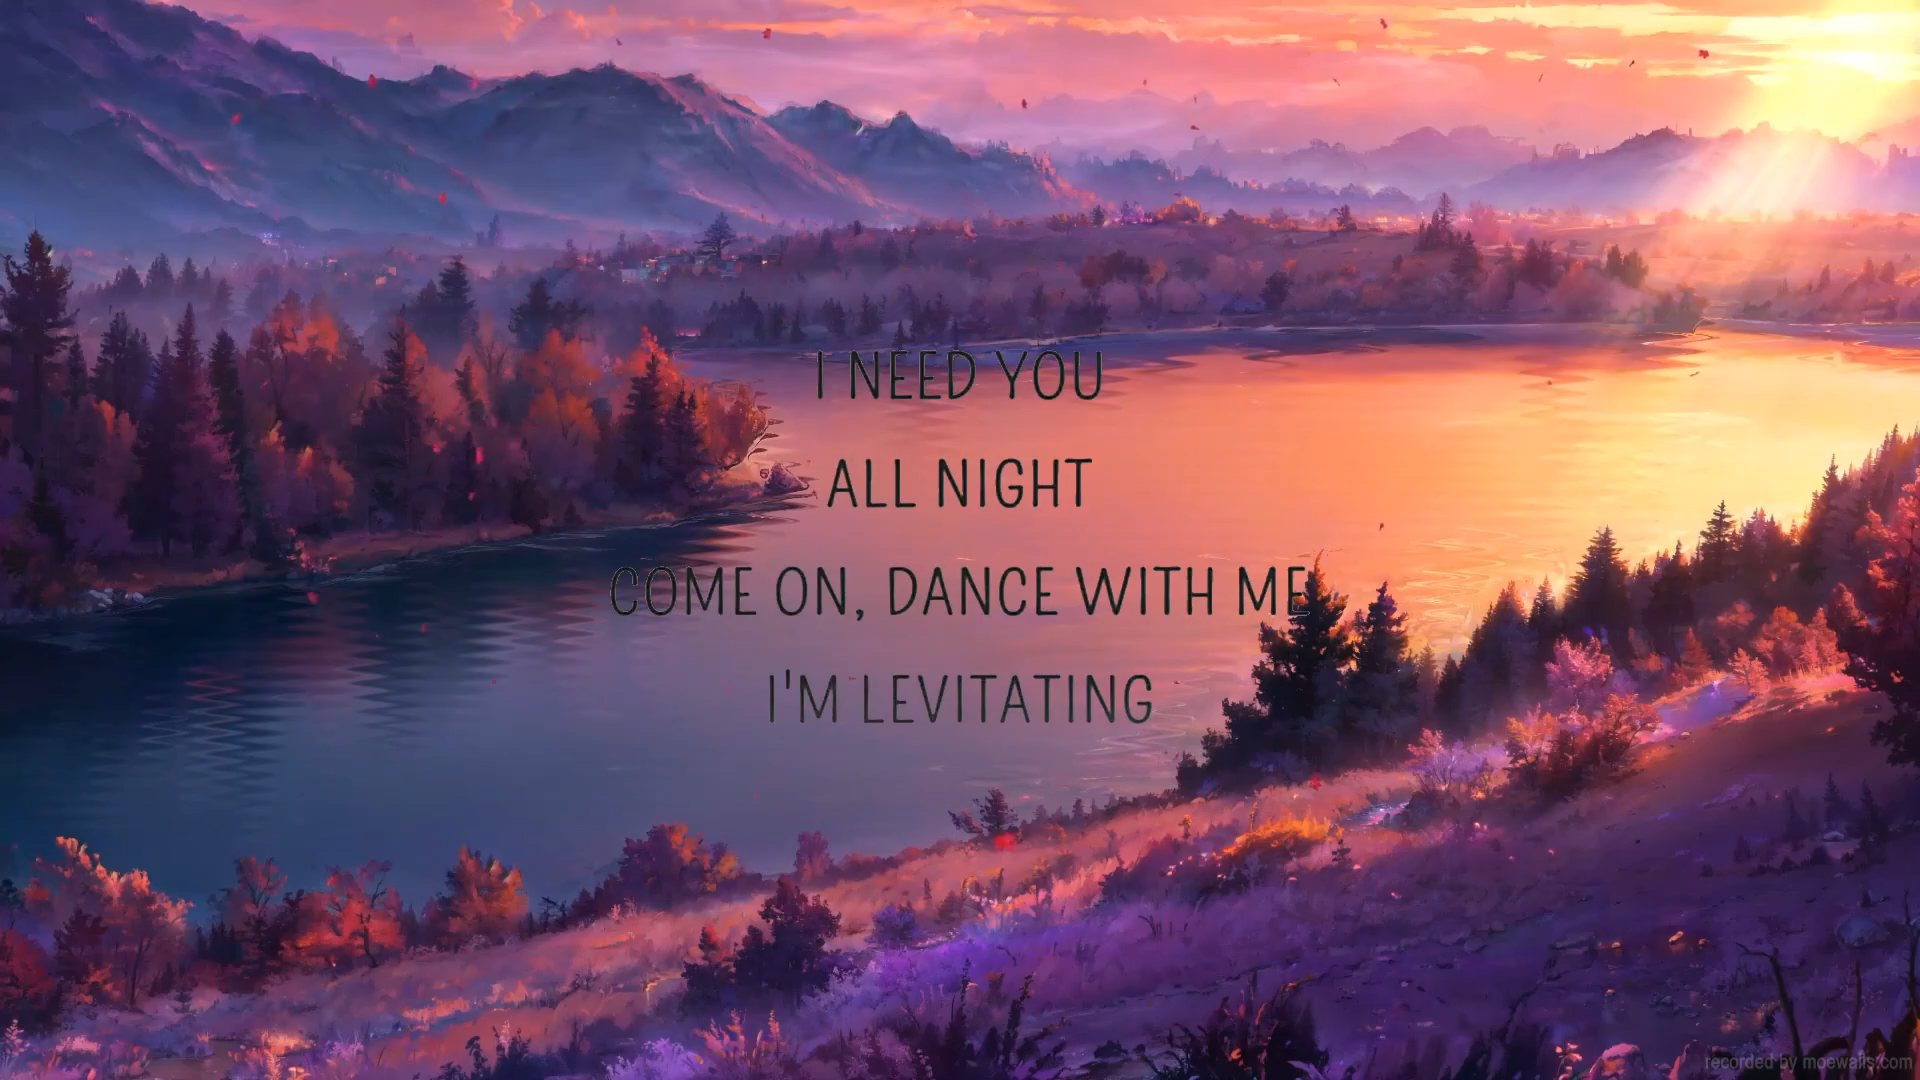 I NEED YOU
ALL NIGHT
COME ON, DANCE WITH ME
I'M LEVITATING
recorded by moewalls.com